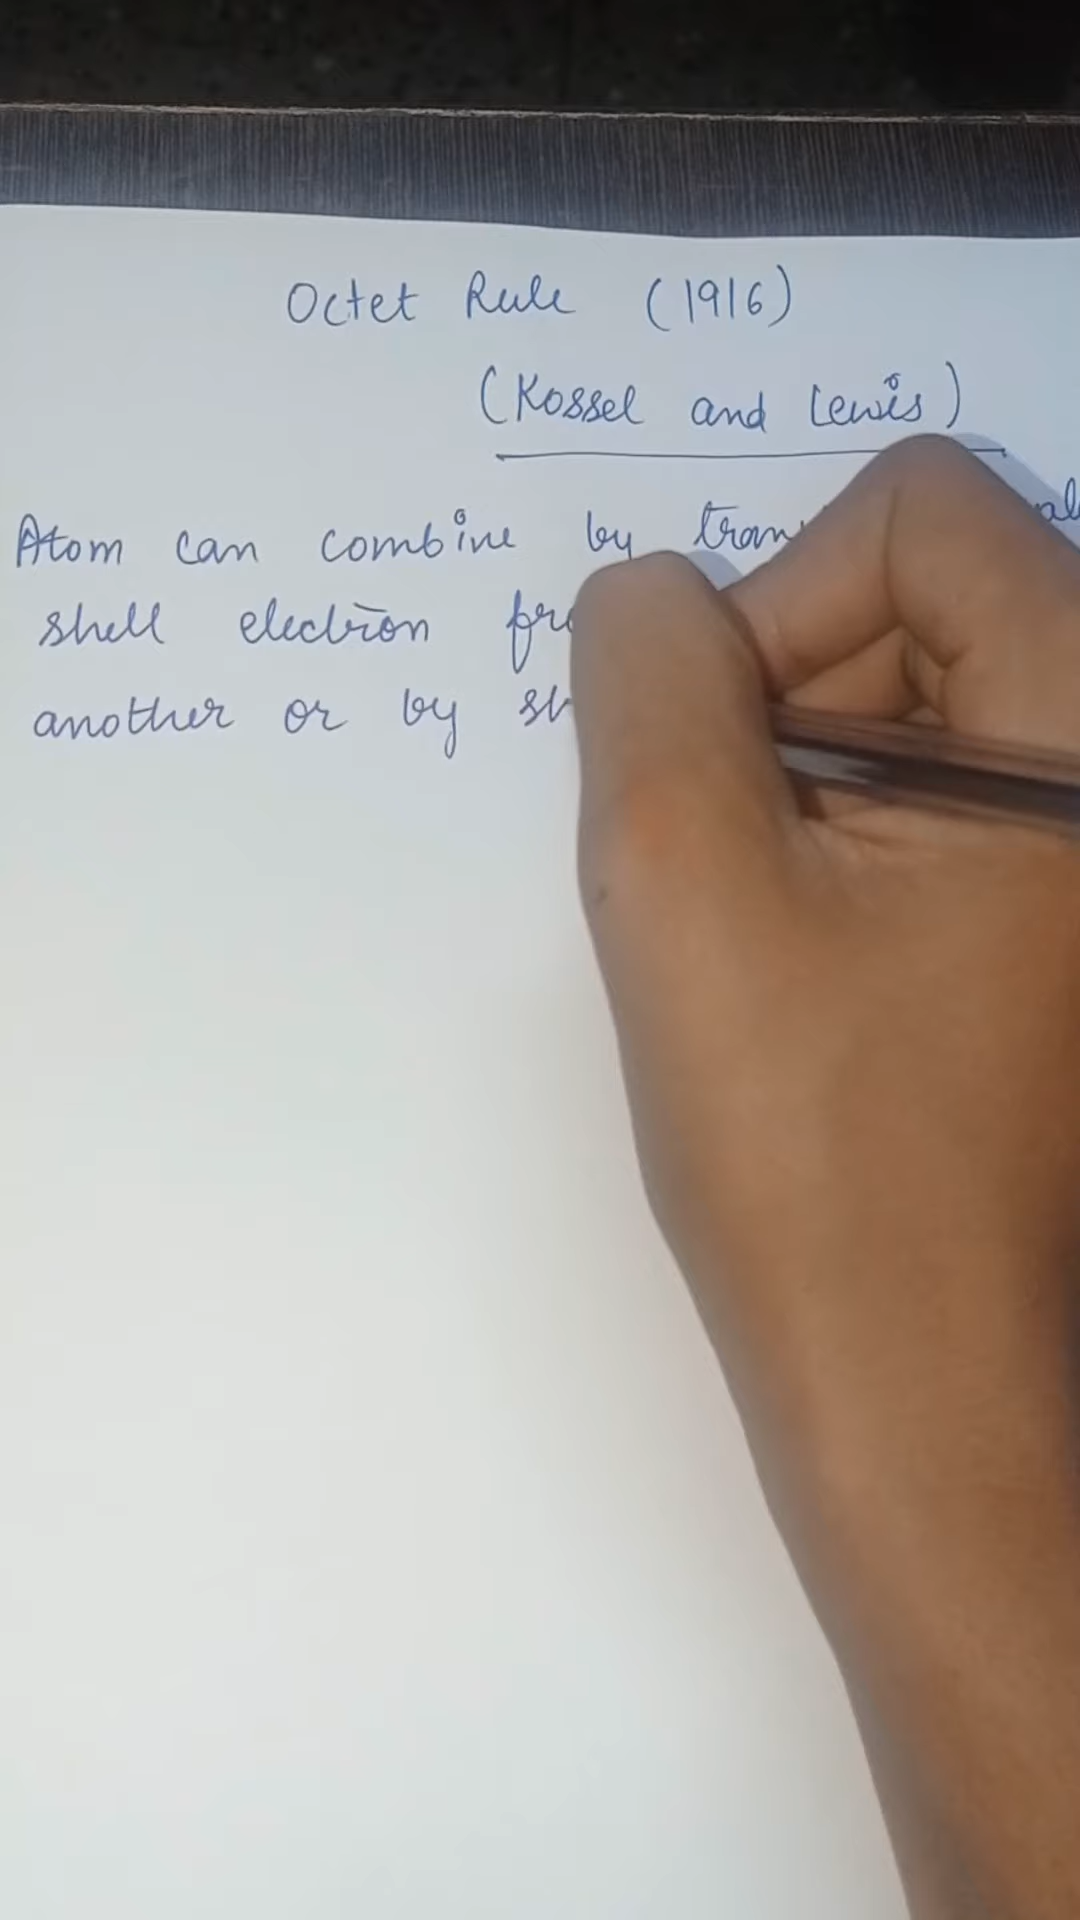 Octet Rule (1916)
(Kossel and Lewis)
Atom can combine by
shell electron
another or by